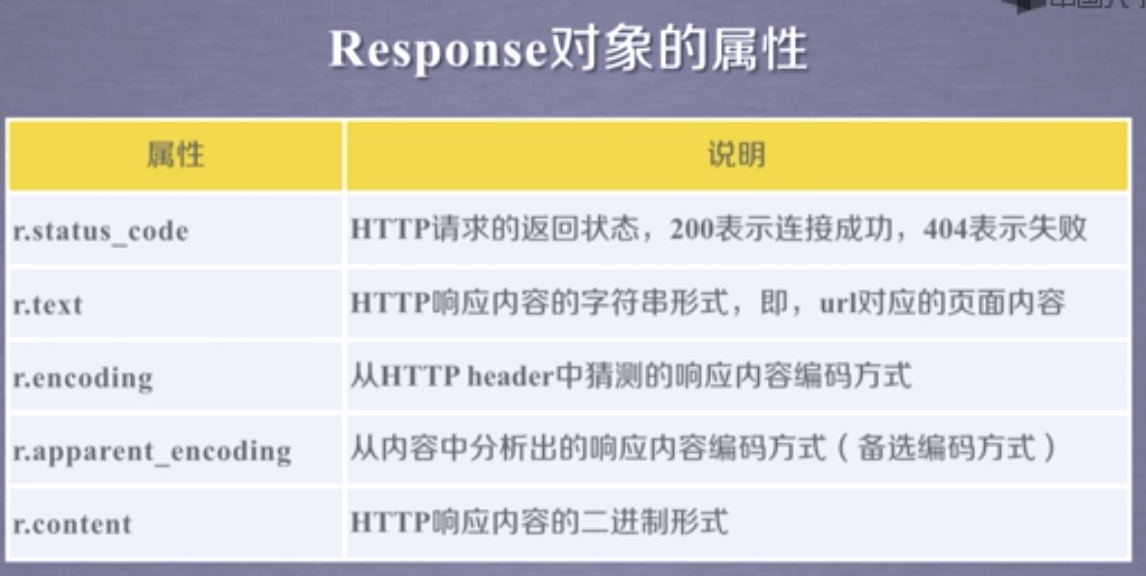 Response对象的属性
属性 说明
r.status_code HTTP请求的返回状态，200表示连接成功，404表示失败
r.text HTTP响应内容的字符串形式，即，url对应的页面内容
r.encoding 从HTTP header中猜测的响应内容编码方式
r.apparent_encoding 从内容中分析出的响应内容编码方式（备选编码方式）
r.content HTTP响应内容的二进制形式